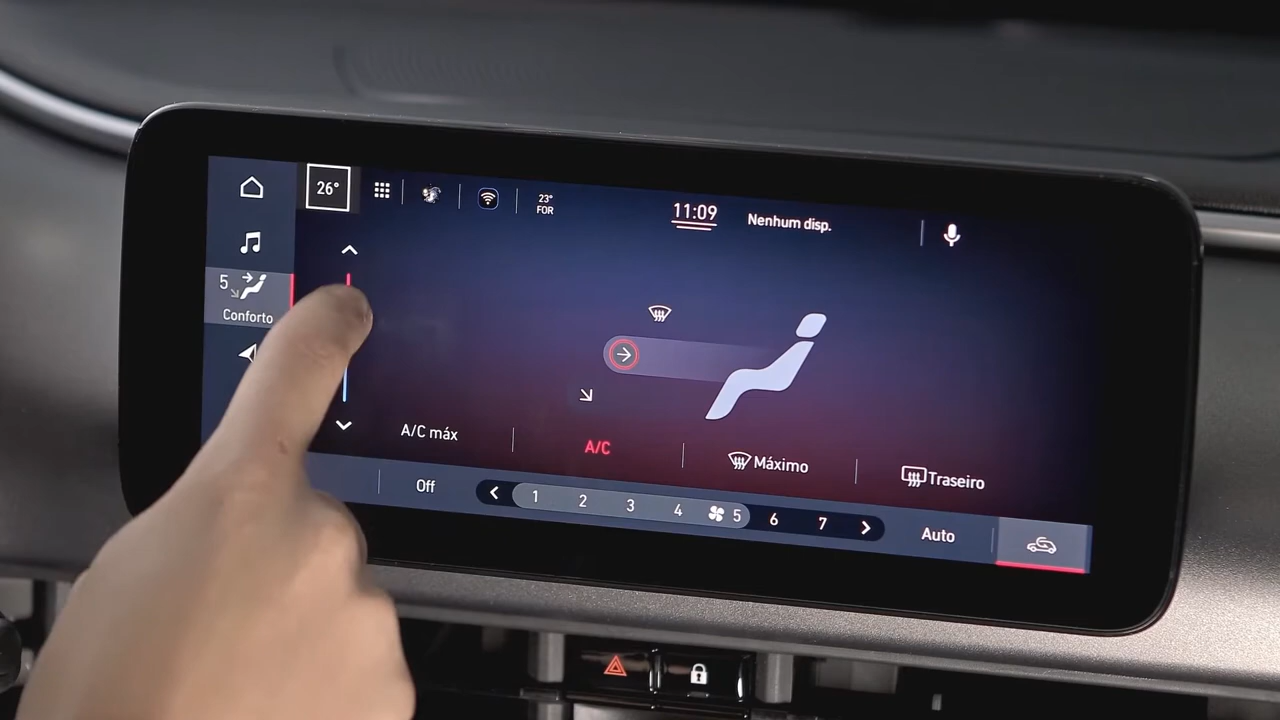 26°
23°
FOR
11:09
Nenhum disp.
5
Conforto
A/C máx
A/C
Máximo
Traseiro
Off
1 2 3 4 5 6 7
Auto